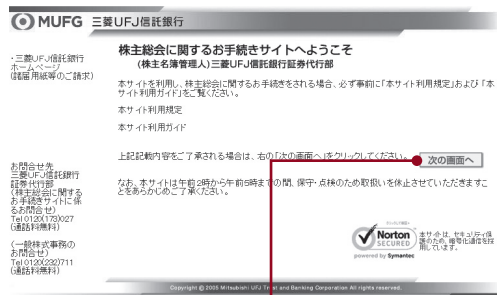 MUFG 三菱UFJ信託銀行
・三菱UFJ信託銀行
ホームページ
(諸届用紙等のご請求)
株主総会に関するお手続きサイトへようこそ
(株主名簿管理人)三菱UFJ信託銀行証券代行部
本サイトを利用し、株主総会に関するお手続きをされる場合、必ず事前に「本サイト利用規定」および「本
サイト利用ガイド」をご覧ください。
本サイト利用規定
本サイト利用ガイド
上記記載内容をご了承される場合は、右の「次の画面へ」をクリックしてください。
次の画面へ
なお、本サイトは午前2時から午前5時までの間、保守・点検のため取扱いを休止させていただきますこ
とをあらかじめご了承ください。
お問合せ先
三菱UFJ信託銀行
証券代行部
(株主総会に関する
お手続きサイトに係
るお問合せ)
Tel 0120(173)027
(通話料無料)
(一般株式事務の
お問合せ)
Tel 0120(232)711
(通話料無料)
Norton
SECURED
powered by Symantec
本サイトは、セキュリティ保
護のため、暗号化通信を採
用しています。
Copyright © 2005 Mitsubishi UFJ Trust and Banking Corporation All rights reserved.